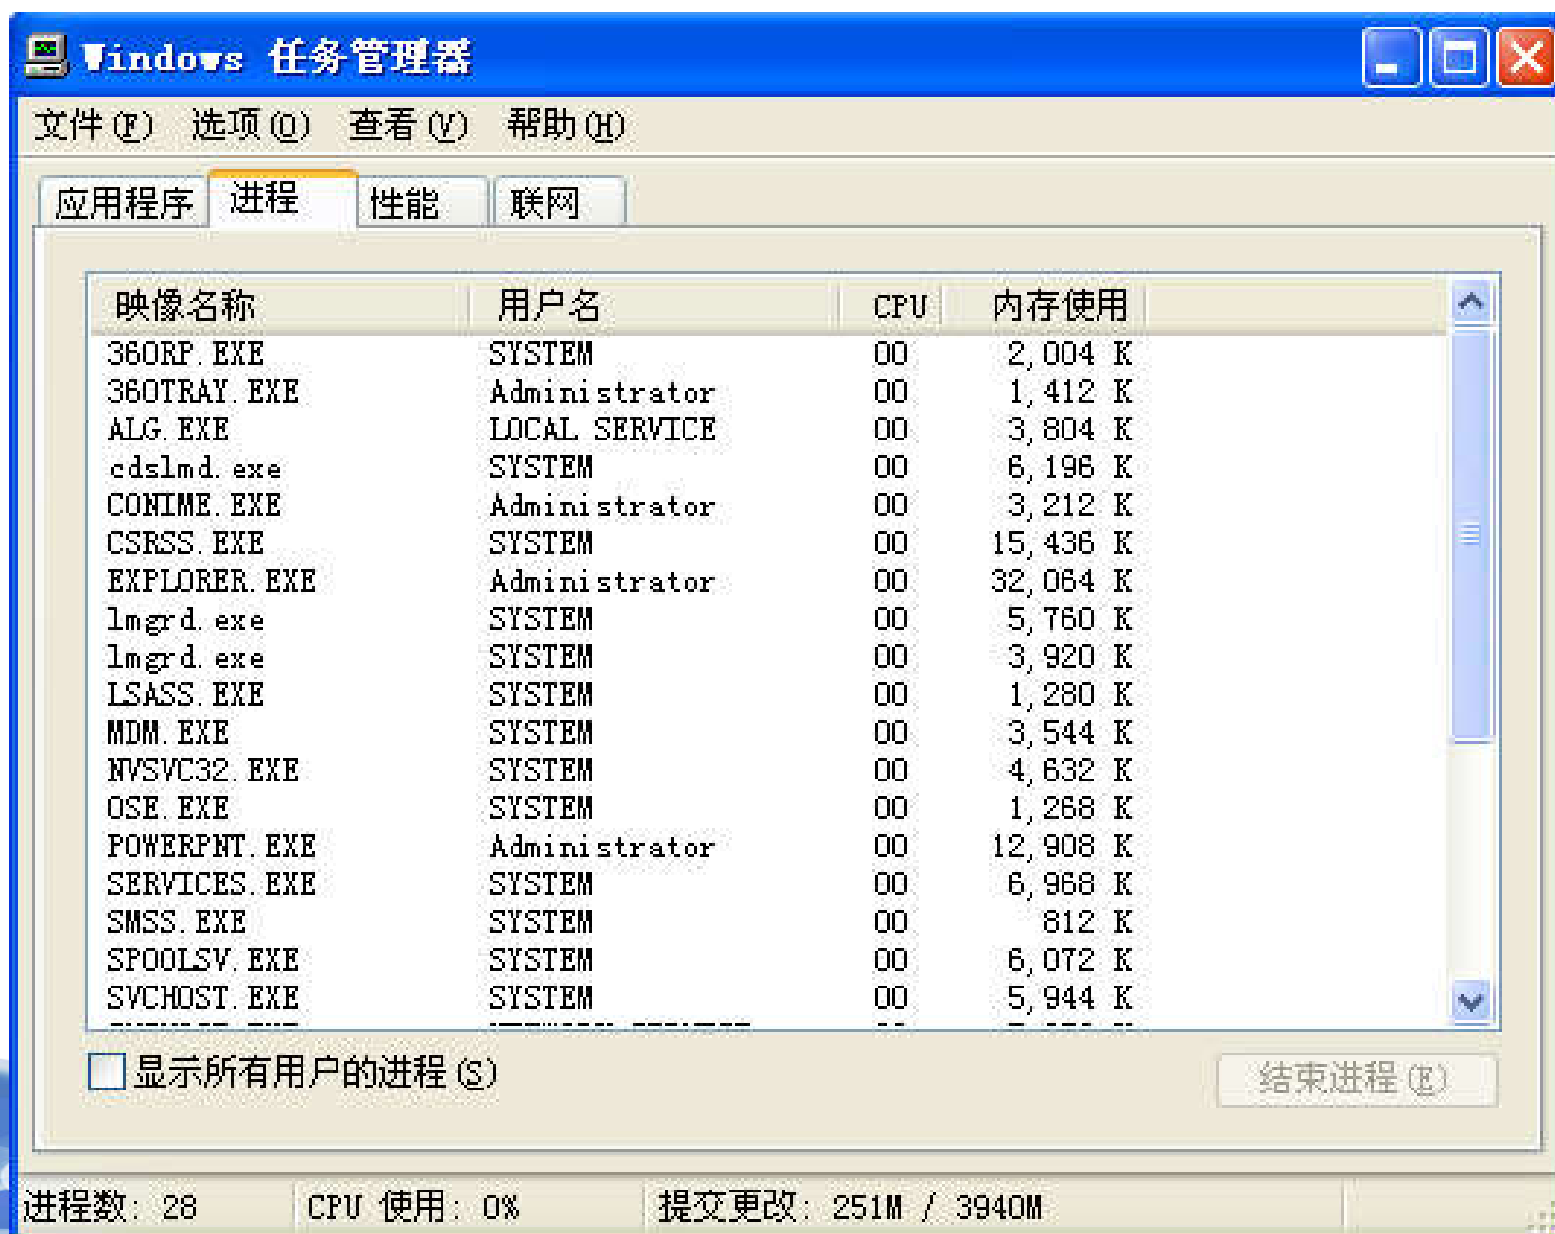 Windows 任务管理器
文件(F) 选项(O) 查看(V) 帮助(H)
应用程序 进程 性能 联网
映像名称 用户名 CPU 内存使用
360RP.EXE SYSTEM 00 2,004 K
360TRAY.EXE Administrator 00 1,412 K
ALG.EXE LOCAL SERVICE 00 3,804 K
cdslmd.exe SYSTEM 00 6,196 K
CONIME.EXE Administrator 00 3,212 K
CSRSS.EXE SYSTEM 00 15,436 K
EXPLORER.EXE Administrator 00 32,064 K
lmgrd.exe SYSTEM 00 5,760 K
lmgrd.exe SYSTEM 00 3,920 K
LSASS.EXE SYSTEM 00 1,280 K
MDM.EXE SYSTEM 00 3,544 K
NVSVC32.EXE SYSTEM 00 4,632 K
OSE.EXE SYSTEM 00 1,268 K
POWERPNT.EXE Administrator 00 12,908 K
SERVICES.EXE SYSTEM 00 6,968 K
SMSS.EXE SYSTEM 00 812 K
SPOOLSV.EXE SYSTEM 00 6,072 K
SVCHOST.EXE SYSTEM 00 5,944 K
显示所有用户的进程(S) 结束进程(E)
进程数: 28 CPU 使用: 0% 提交更改: 251M / 3940M